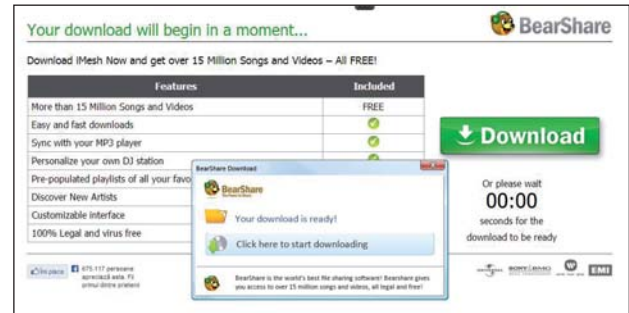 Your download will begin in a moment...
BearShare
Download iMesh Now and get over 15 Million Songs and Videos – All FREE!
Features Included
More than 15 Million Songs and Videos FREE
Easy and fast downloads
Sync with your MP3 player
Personalize your own DJ station
Pre-populated playlists of all your favo
Discover New Artists
Customizable interface
100% Legal and virus free
BearShare Download
BearShare
Your download is ready!
Click here to start downloading
BearShare is the world's best file sharing software! Bearshare gives
you access to over 15 million songs and videos, all legal and free!
Download
Or please wait
00:00
seconds for the
download to be ready
Îmi place
675.117 persoane
apreciază asta. Fii
primul dintre prieteni
SONY BMG
EMI